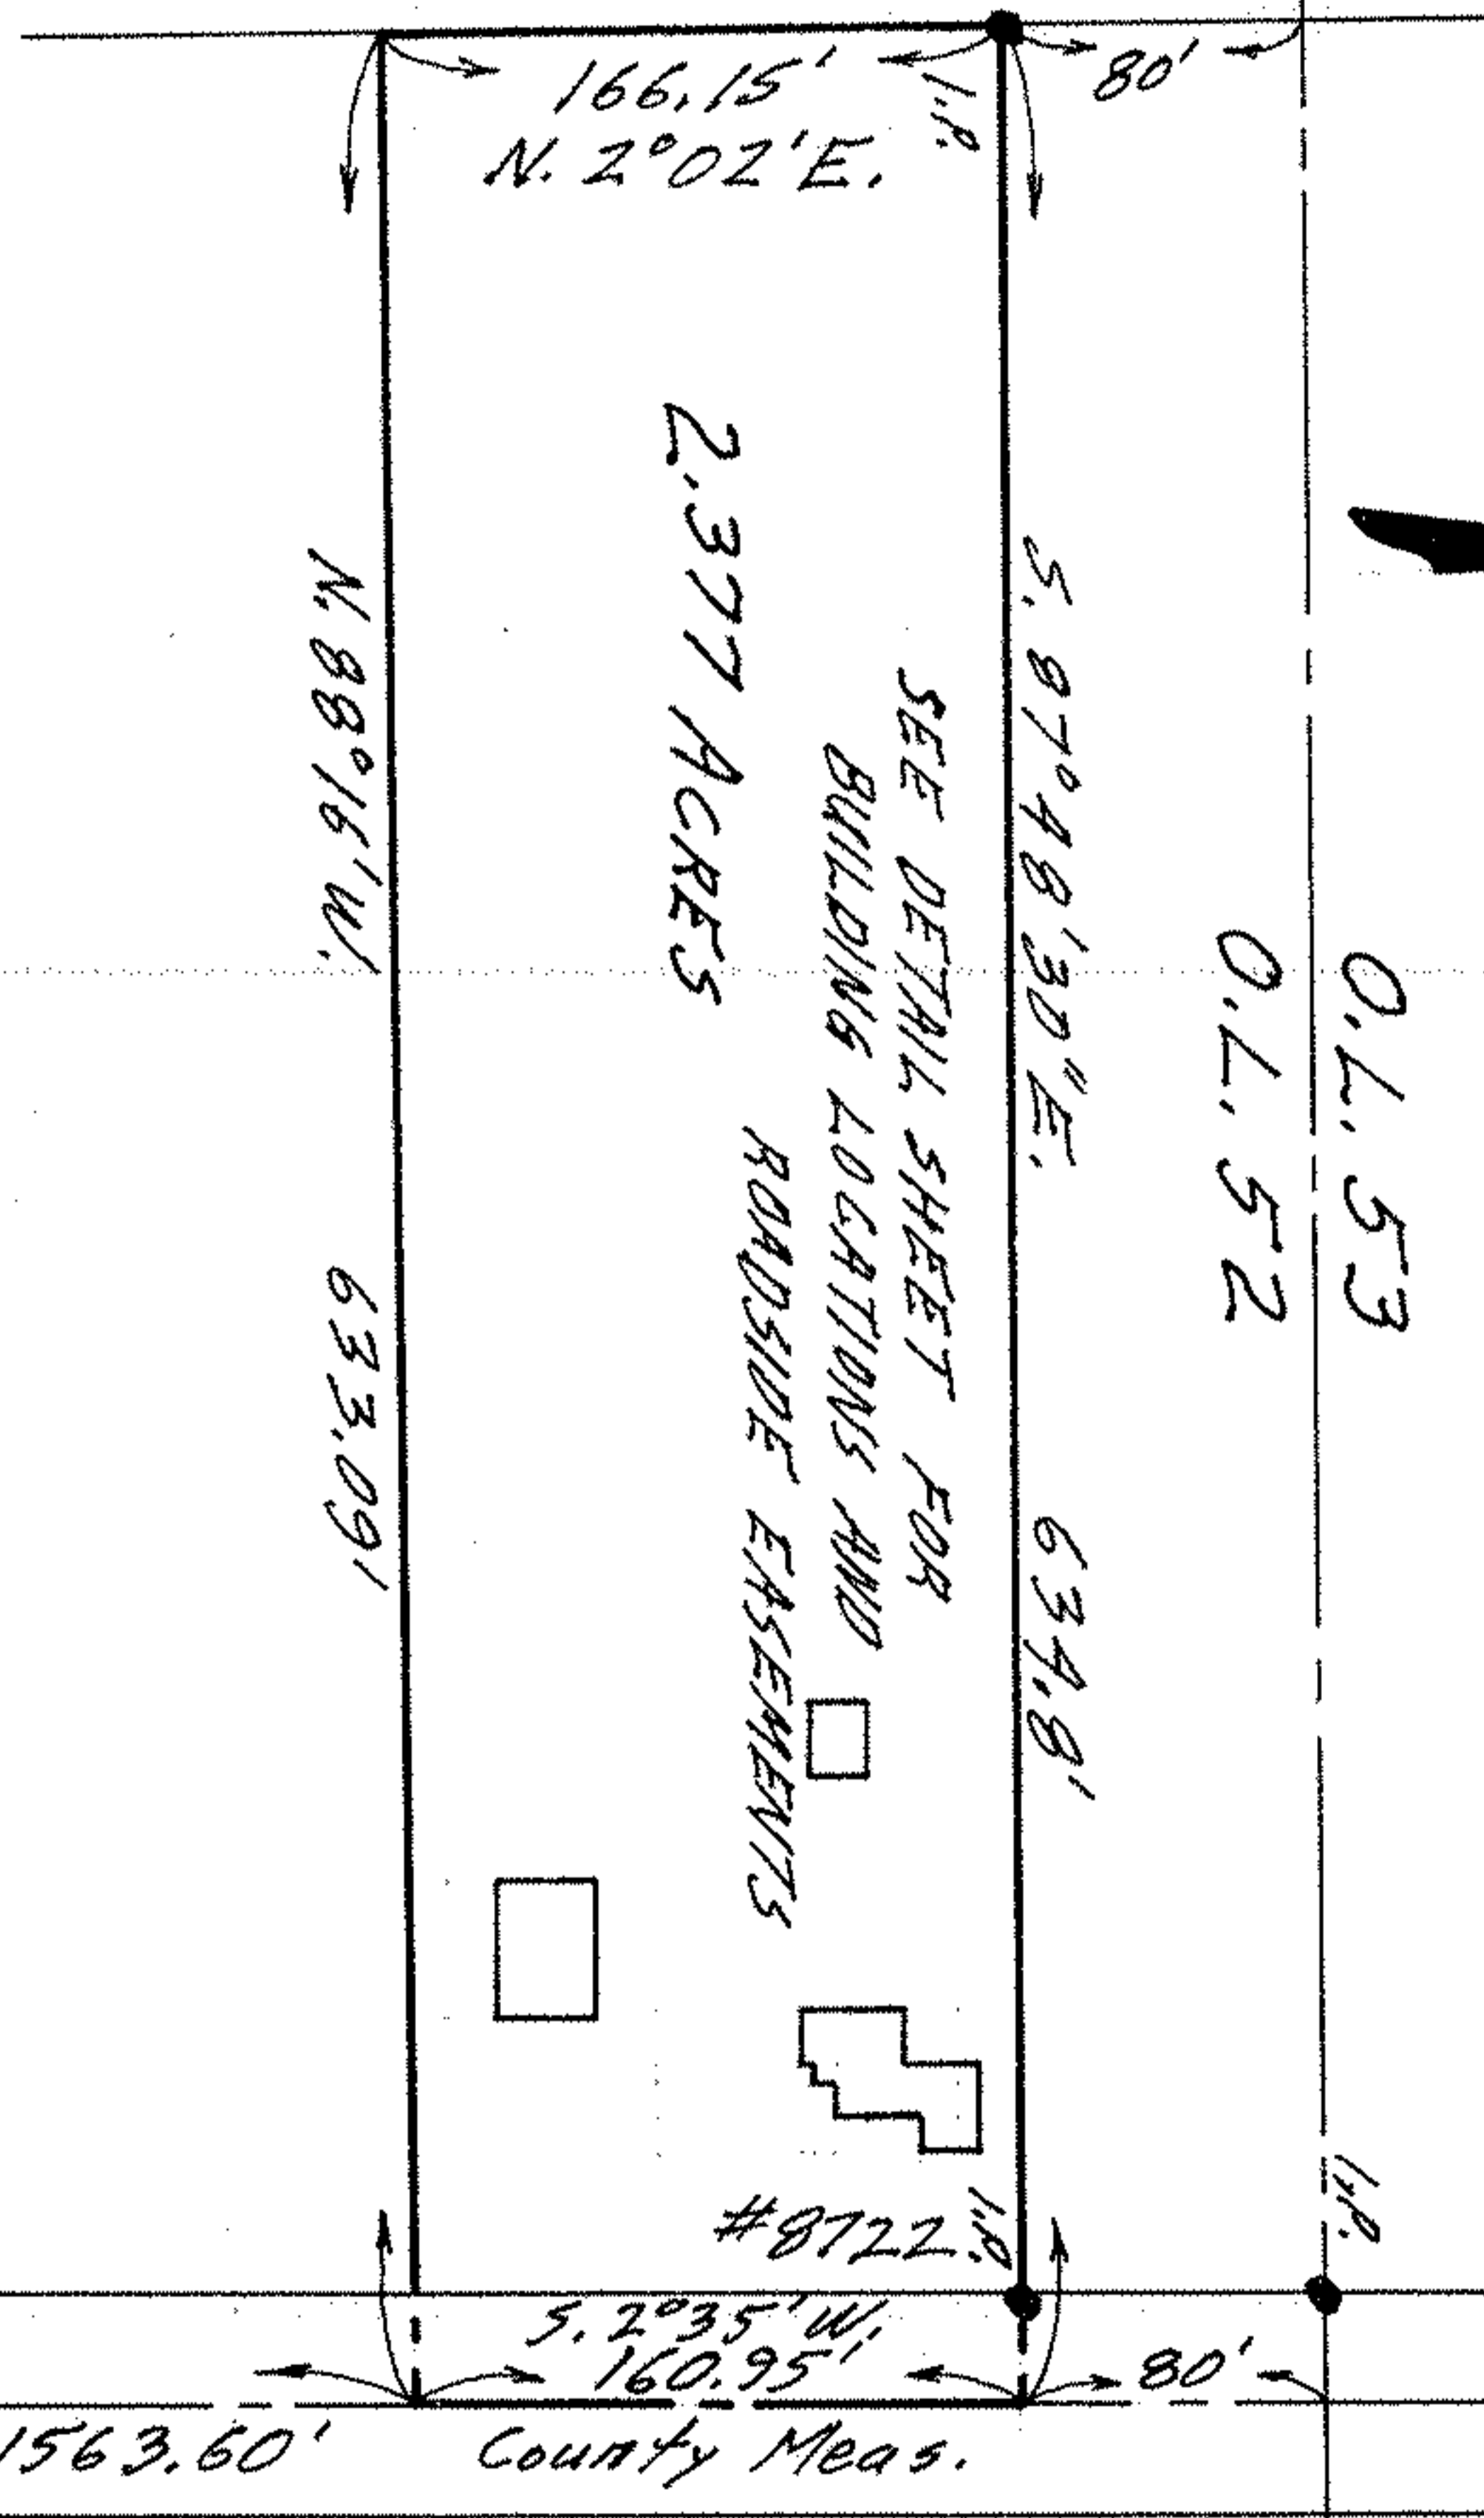 166.15'
N. 2°02'E.
I.P.
80'
2.377 ACRES
N. 88°16'W.
633.09'
S. 87°48'30"E.
634.8'
SEE DETAIL SHEET FOR
BUILDING LOCATIONS AND
ROADSIDE EASEMENTS
O.L. 53
O.L. 52
#8722
I.P.
I.P.
S. 2°35'W.
160.95'
80'
1563.60'
County Meas.